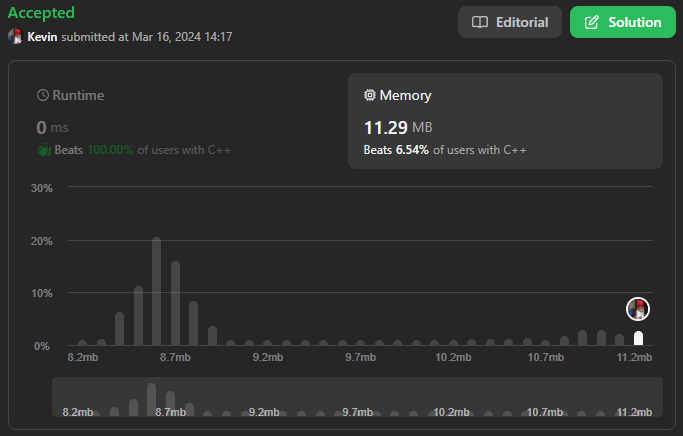 Accepted
Editorial
Solution
Kevin submitted at Mar 16, 2024 14:17
Runtime
Memory
0 ms
11.29 MB
Beats 100.00% of users with C++
Beats 6.54% of users with C++
30%
20%
10%
0%
8.2mb 8.7mb 9.2mb 9.7mb 10.2mb 10.7mb 11.2mb
8.2mb 8.7mb 9.2mb 9.7mb 10.2mb 10.7mb 11.2mb